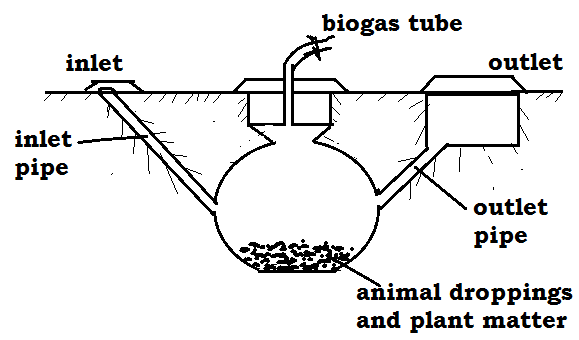 biogas tube
inlet
outlet
inlet
pipe
outlet
pipe
animal droppings
and plant matter